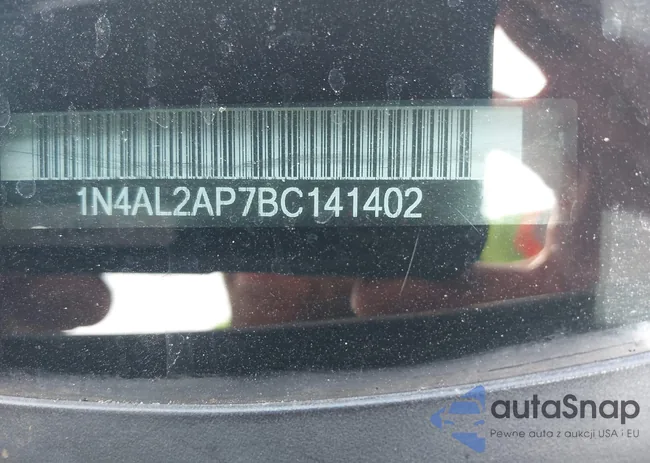 1N4AL2AP7BC141402
autaSnap
Pewne auta z aukcji USA i EU